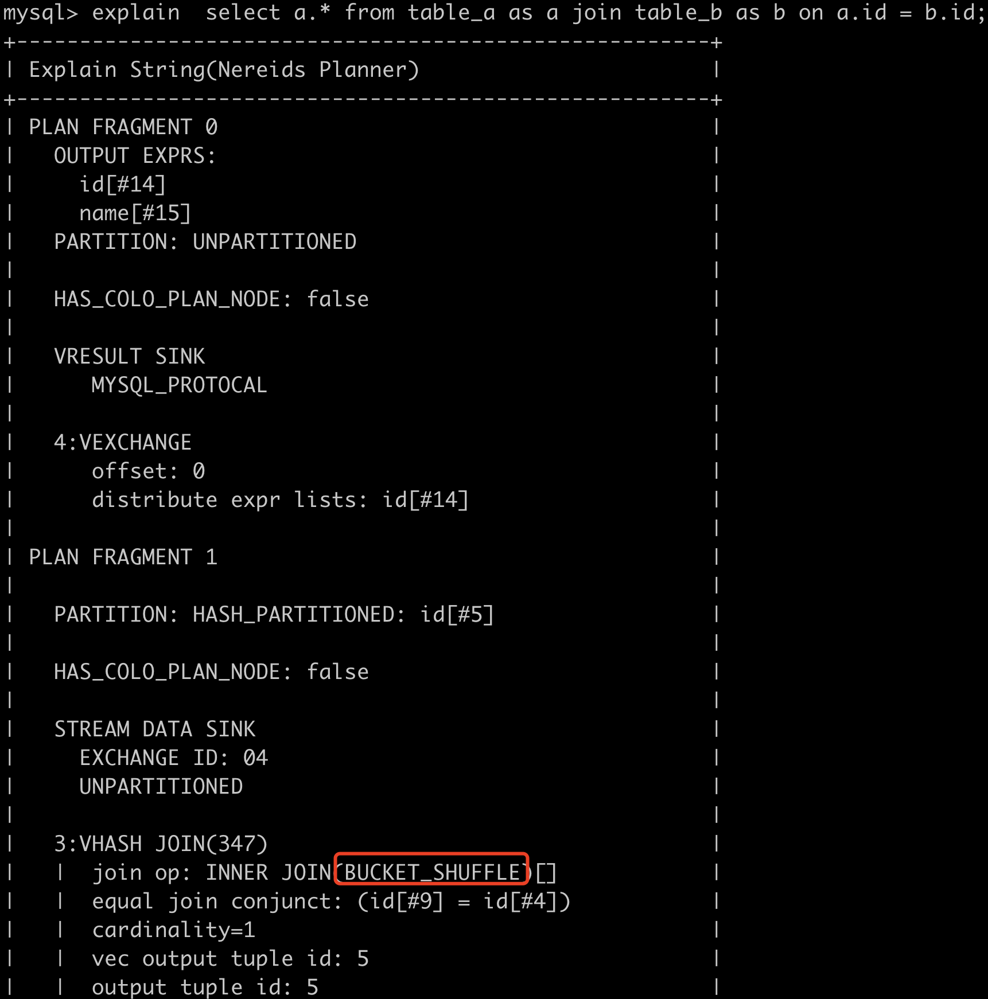 mysql> explain  select a.* from table_a as a join table_b as b on a.id = b.id;
+-------------------------------------------------------+
| Explain String(Nereids Planner)                       |
+-------------------------------------------------------+
| PLAN FRAGMENT 0                                       |
|   OUTPUT EXPRS:                                       |
|     id[#14]                                           |
|     name[#15]                                         |
|   PARTITION: UNPARTITIONED                            |
|                                                       |
|   HAS_COLO_PLAN_NODE: false                           |
|                                                       |
|   VRESULT SINK                                        |
|      MYSQL_PROTOCAL                                   |
|                                                       |
|   4:VEXCHANGE                                         |
|      offset: 0                                        |
|      distribute expr lists: id[#14]                   |
|                                                       |
| PLAN FRAGMENT 1                                       |
|                                                       |
|   PARTITION: HASH_PARTITIONED: id[#5]                 |
|                                                       |
|   HAS_COLO_PLAN_NODE: false                           |
|                                                       |
|   STREAM DATA SINK                                    |
|     EXCHANGE ID: 04                                   |
|     UNPARTITIONED                                     |
|                                                       |
|   3:VHASH JOIN(347)                                   |
|   |  join op: INNER JOIN(BUCKET_SHUFFLE)[]            |
|   |  equal join conjunct: (id[#9] = id[#4])           |
|   |  cardinality=1                                    |
|   |  vec output tuple id: 5                           |
|   |  output tuple id: 5                               |